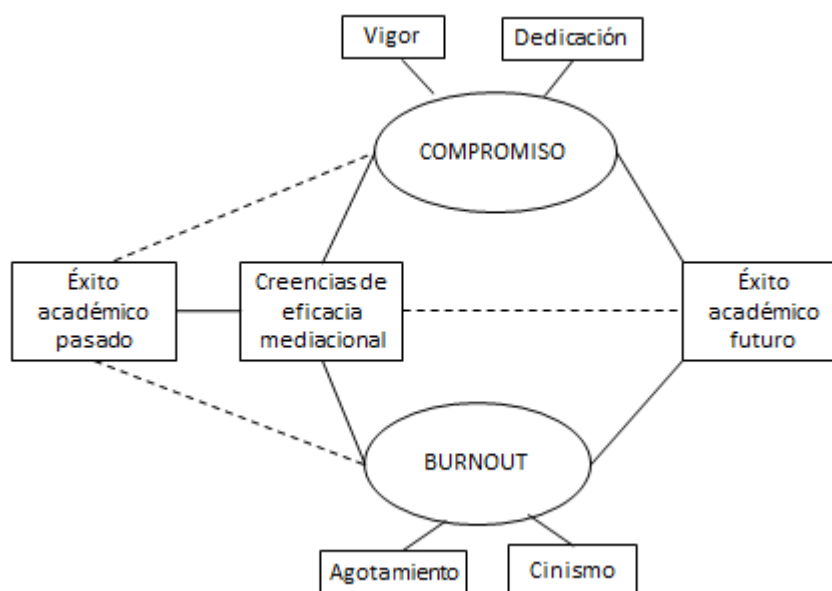 Vigor
Dedicación
COMPROMISO
Éxito
académico
pasado
Creencias de
eficacia
mediacional
Éxito
académico
futuro
BURNOUT
Agotamiento
Cinismo